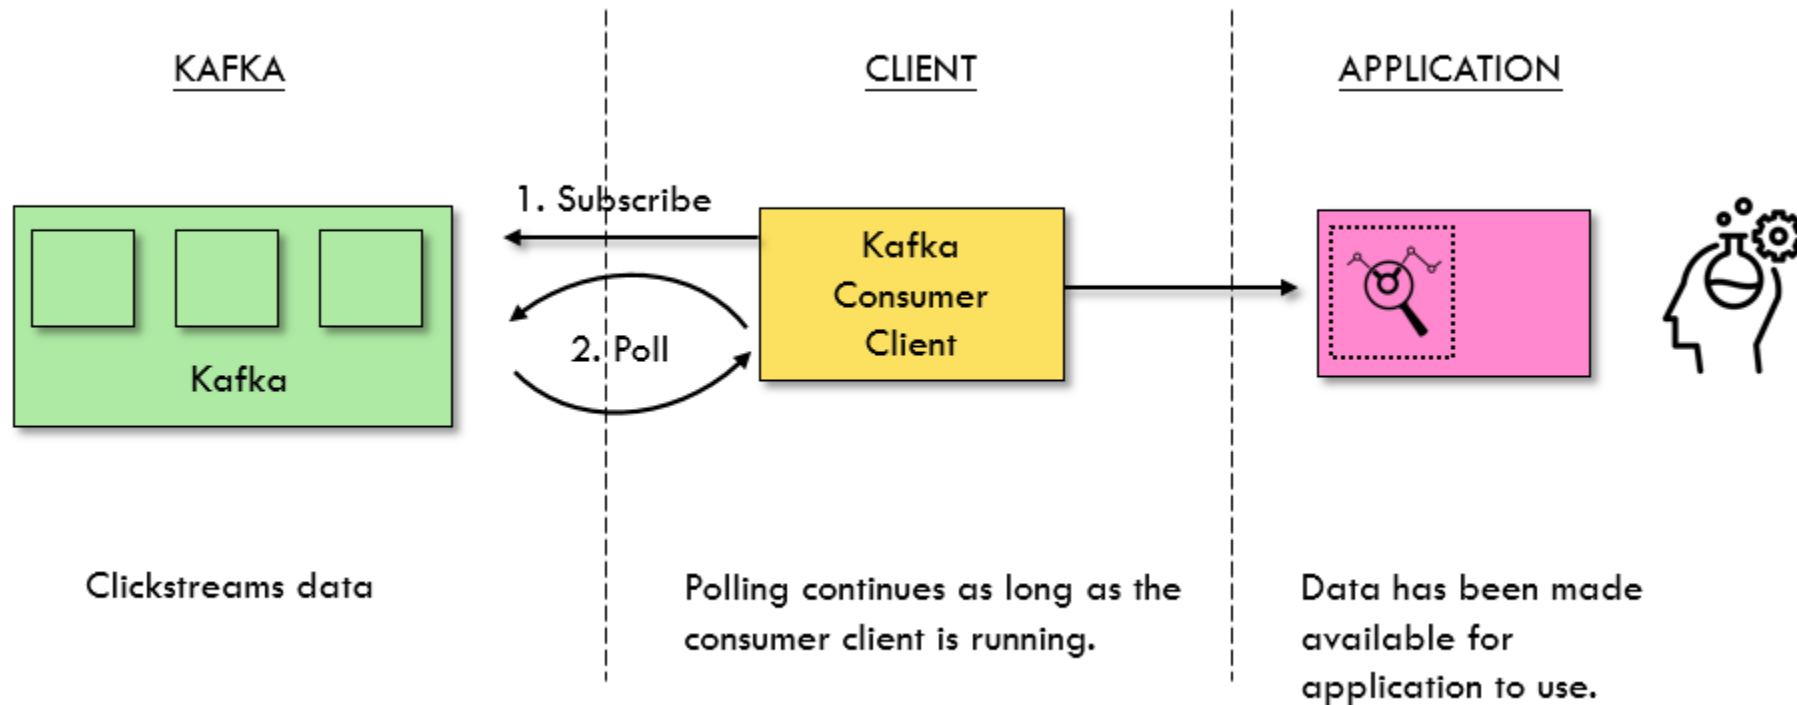 KAFKA
CLIENT
APPLICATION
1. Subscribe
Kafka
Consumer
Client
2. Poll
Kafka
Clickstreams data
Polling continues as long as the
consumer client is running.
Data has been made
available for
application to use.